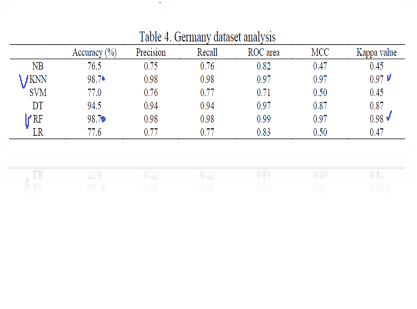 Table 4. Germany dataset analysis
Accuracy (%) Precision Recall ROC area MCC Kappa value
NB 76.5 0.75 0.76 0.82 0.47 0.45
KNN 98.7 0.98 0.98 0.97 0.97 0.97
SVM 77.0 0.76 0.77 0.71 0.50 0.45
DT 94.5 0.94 0.94 0.97 0.87 0.87
RF 98.7 0.98 0.98 0.99 0.97 0.98
LR 77.6 0.77 0.77 0.83 0.50 0.47